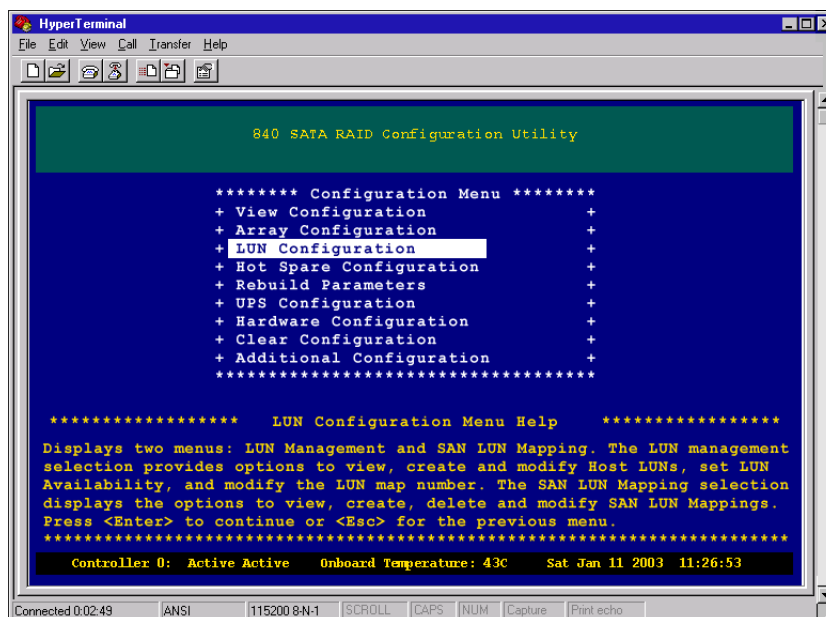 HyperTerminal
File Edit View Call Transfer Help
840 SATA RAID Configuration Utility
******** Configuration Menu ********
+ View Configuration +
+ Array Configuration +
+ LUN Configuration +
+ Hot Spare Configuration +
+ Rebuild Parameters +
+ UPS Configuration +
+ Hardware Configuration +
+ Clear Configuration +
+ Additional Configuration +
************************************
****************** LUN Configuration Menu Help *****************
Displays two menus: LUN Management and SAN LUN Mapping. The LUN management
selection provides options to view, create and modify Host LUNs, set LUN
Availability, and modify the LUN map number. The SAN LUN Mapping selection
displays the options to view, create, delete and modify SAN LUN Mappings.
Press <Enter> to continue or <Esc> for the previous menu.
**************************************************************************
Controller 0: Active Active Onboard Temperature: 43C Sat Jan 11 2003 11:26:53
Connected 0:02:49 ANSI 115200 8-N-1 SCROLL CAPS NUM Capture Print echo